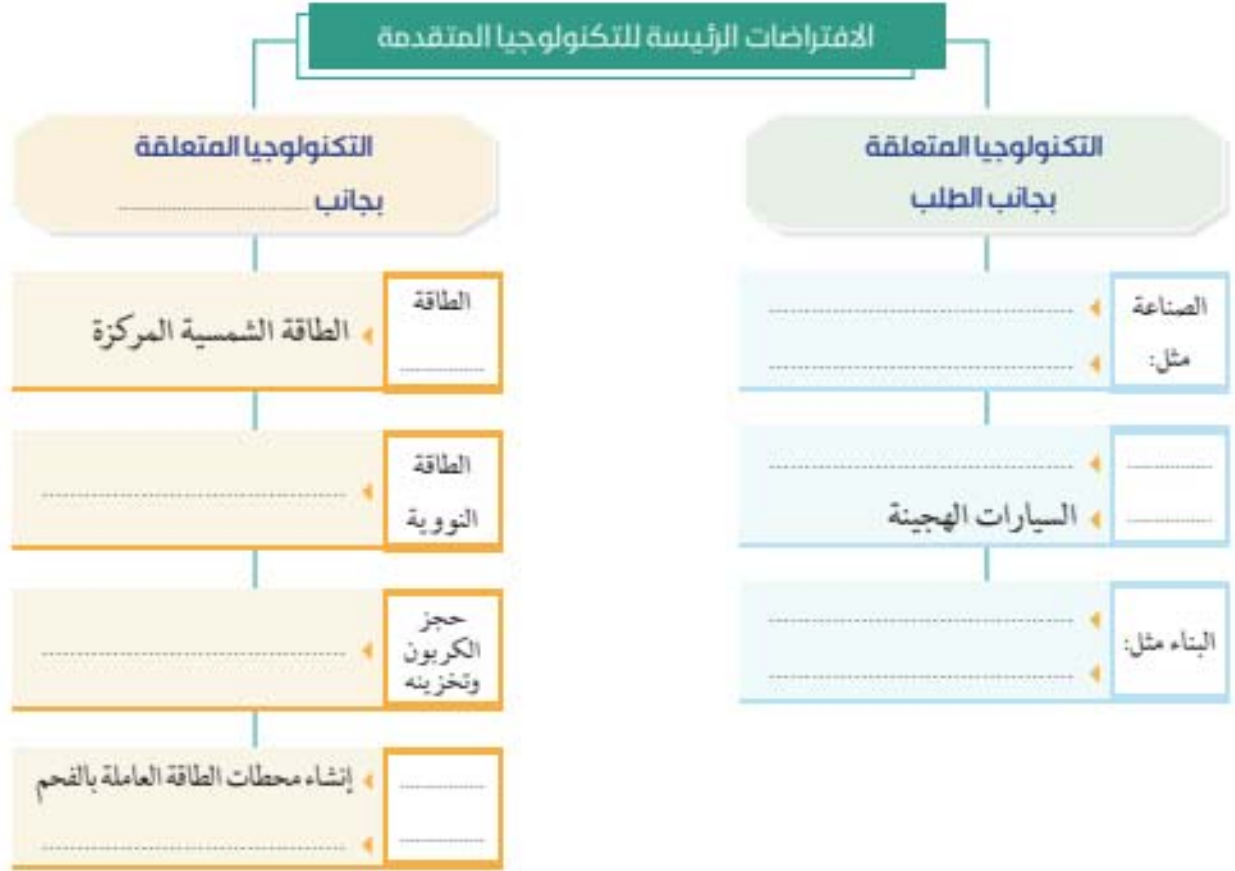 الافتراضات الرئيسة للتكنولوجيا المتقدمة
التكنولوجيا المتعلقة
بجانب الطلب
الصناعة
مثل:
السيارات الهجينة
البناء مثل:
التكنولوجيا المتعلقة
بجانب ........................
الطاقة
الطاقة الشمسية المركزة
الطاقة
النووية
حجز
الكربون
وتخزينه
إنشاء محطات الطاقة العاملة بالفحم